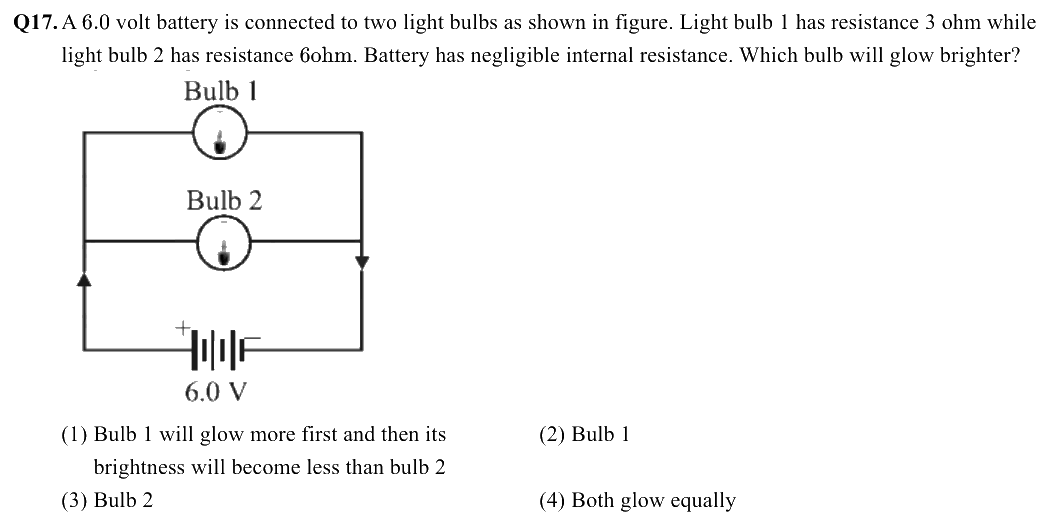 Q17. A 6.0 volt battery is connected to two light bulbs as shown in figure. Light bulb 1 has resistance 3 ohm while
light bulb 2 has resistance 6ohm. Battery has negligible internal resistance. Which bulb will glow brighter?
Bulb 1
Bulb 2
+ −
6.0 V
(1) Bulb 1 will glow more first and then its
brightness will become less than bulb 2
(2) Bulb 1
(3) Bulb 2
(4) Both glow equally